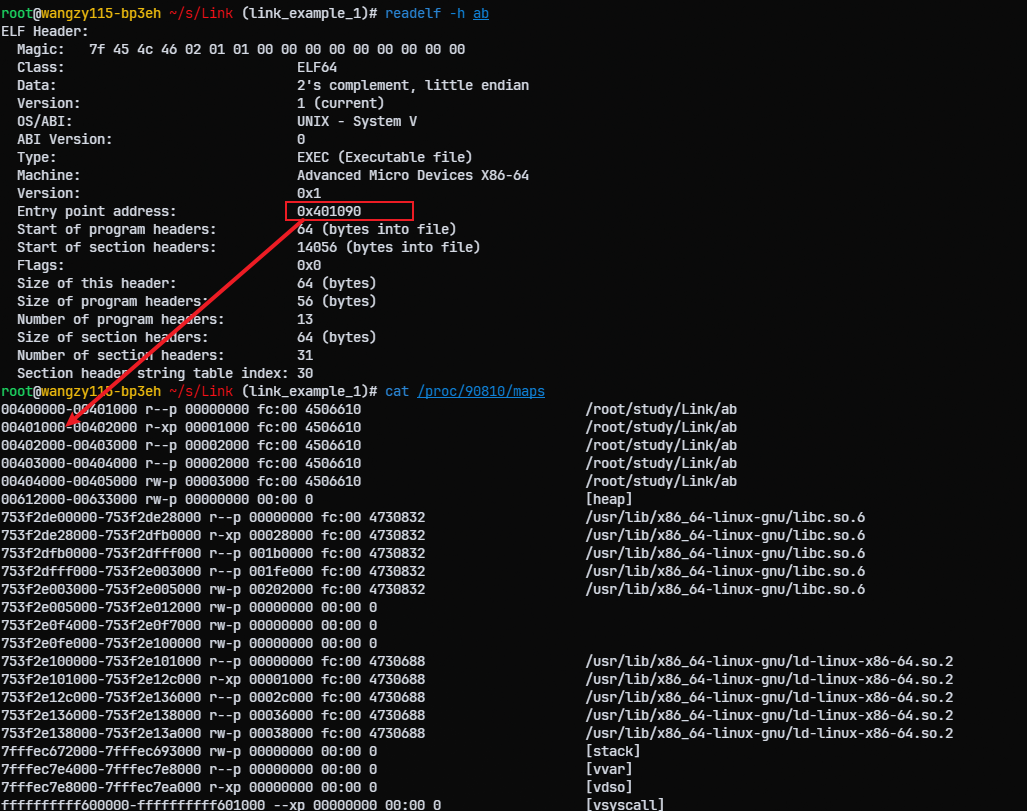 root@wangzy115-bp3eh ~/s/Link (link_example_1)# readelf -h ab
ELF Header:
  Magic:   7f 45 4c 46 02 01 01 00 00 00 00 00 00 00 00 00
  Class:                             ELF64
  Data:                              2's complement, little endian
  Version:                           1 (current)
  OS/ABI:                            UNIX - System V
  ABI Version:                       0
  Type:                              EXEC (Executable file)
  Machine:                           Advanced Micro Devices X86-64
  Version:                           0x1
  Entry point address:               0x401090
  Start of program headers:          64 (bytes into file)
  Start of section headers:          14056 (bytes into file)
  Flags:                             0x0
  Size of this header:               64 (bytes)
  Size of program headers:           56 (bytes)
  Number of program headers:         13
  Size of section headers:           64 (bytes)
  Number of section headers:         31
  Section header string table index: 30
root@wangzy115-bp3eh ~/s/Link (link_example_1)# cat /proc/90810/maps
00400000-00401000 r--p 00000000 fc:00 4506610                            /root/study/Link/ab
00401000-00402000 r-xp 00001000 fc:00 4506610                            /root/study/Link/ab
00402000-00403000 r--p 00002000 fc:00 4506610                            /root/study/Link/ab
00403000-00404000 r--p 00002000 fc:00 4506610                            /root/study/Link/ab
00404000-00405000 rw-p 00003000 fc:00 4506610                            /root/study/Link/ab
00612000-00633000 rw-p 00000000 00:00 0                                  [heap]
753f2de00000-753f2de28000 r--p 00000000 fc:00 4730832                    /usr/lib/x86_64-linux-gnu/libc.so.6
753f2de28000-753f2dfb0000 r-xp 00028000 fc:00 4730832                    /usr/lib/x86_64-linux-gnu/libc.so.6
753f2dfb0000-753f2dfff000 r--p 001b0000 fc:00 4730832                    /usr/lib/x86_64-linux-gnu/libc.so.6
753f2dfff000-753f2e003000 r--p 001fe000 fc:00 4730832                    /usr/lib/x86_64-linux-gnu/libc.so.6
753f2e003000-753f2e005000 rw-p 00202000 fc:00 4730832                    /usr/lib/x86_64-linux-gnu/libc.so.6
753f2e005000-753f2e012000 rw-p 00000000 00:00 0
753f2e0f4000-753f2e0f7000 rw-p 00000000 00:00 0
753f2e0fe000-753f2e100000 rw-p 00000000 00:00 0
753f2e100000-753f2e101000 r--p 00000000 fc:00 4730688                    /usr/lib/x86_64-linux-gnu/ld-linux-x86-64.so.2
753f2e101000-753f2e12c000 r-xp 00001000 fc:00 4730688                    /usr/lib/x86_64-linux-gnu/ld-linux-x86-64.so.2
753f2e12c000-753f2e136000 r--p 0002c000 fc:00 4730688                    /usr/lib/x86_64-linux-gnu/ld-linux-x86-64.so.2
753f2e136000-753f2e138000 r--p 00036000 fc:00 4730688                    /usr/lib/x86_64-linux-gnu/ld-linux-x86-64.so.2
753f2e138000-753f2e13a000 rw-p 00038000 fc:00 4730688                    /usr/lib/x86_64-linux-gnu/ld-linux-x86-64.so.2
7fffec672000-7fffec693000 rw-p 00000000 00:00 0                          [stack]
7fffec7e4000-7fffec7e8000 r--p 00000000 00:00 0                          [vvar]
7fffec7e8000-7fffec7ea000 r-xp 00000000 00:00 0                          [vdso]
ffffffffff600000-ffffffffff601000 --xp 00000000 00:00 0                  [vsyscall]